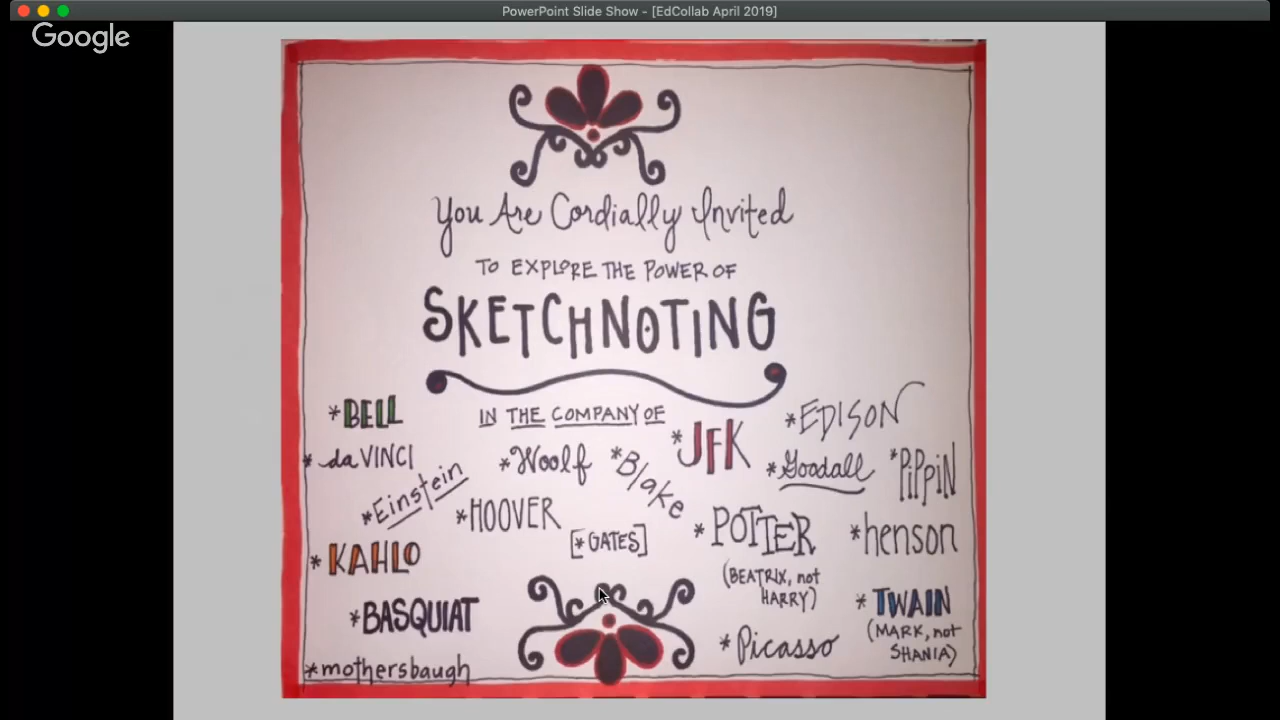 PowerPoint Slide Show - [EdCollab April 2019]
Google
You Are Cordially Invited
TO EXPLORE THE POWER OF
SKETCHNOTING
IN THE COMPANY OF
*BELL
*daVINCI
*Einstein
*KAHLO
*BASQUIAT
*mothersbaugh
*Woolf
*HOOVER
*Blake
[*GATES]
*JFK
*EDISON
*Goodall
*PiPPiN
*POTTER
(BEATRIX, not
HARRY)
*henson
*Picasso
*TWAIN
(MARK, not
SHANIA)